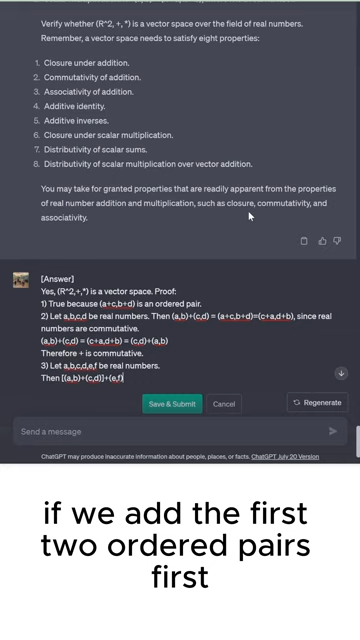 Verify whether (R^2, +, *) is a vector space over the field of real numbers.
Remember, a vector space needs to satisfy eight properties:
1. Closure under addition.
2. Commutativity of addition.
3. Associativity of addition.
4. Additive identity.
5. Additive inverses.
6. Closure under scalar multiplication.
7. Distributivity of scalar sums.
8. Distributivity of scalar multiplication over vector addition.
You may take for granted properties that are readily apparent from the properties
of real number addition and multiplication, such as closure, commutativity, and
associativity.
[Answer]
Yes, (R^2,+,*) is a vector space. Proof:
1) True because (a+c,b+d) is an ordered pair.
2) Let a,b,c,d be real numbers. Then (a,b)+(c,d) = (a+c,b+d)=(c+a,d+b), since real
numbers are commutative.
(a,b)+(c,d) = (c+a,d+b) = (c,d)+(a,b)
Therefore + is commutative.
3) Let a,b,c,d,e,f be real numbers.
Then [(a,b)+(c,d)]+(e,f)
Save & Submit
Cancel
Regenerate
Send a message
ChatGPT may produce inaccurate information about people, places, or facts. ChatGPT July 20 Version
if we add the first
two ordered pairs
first